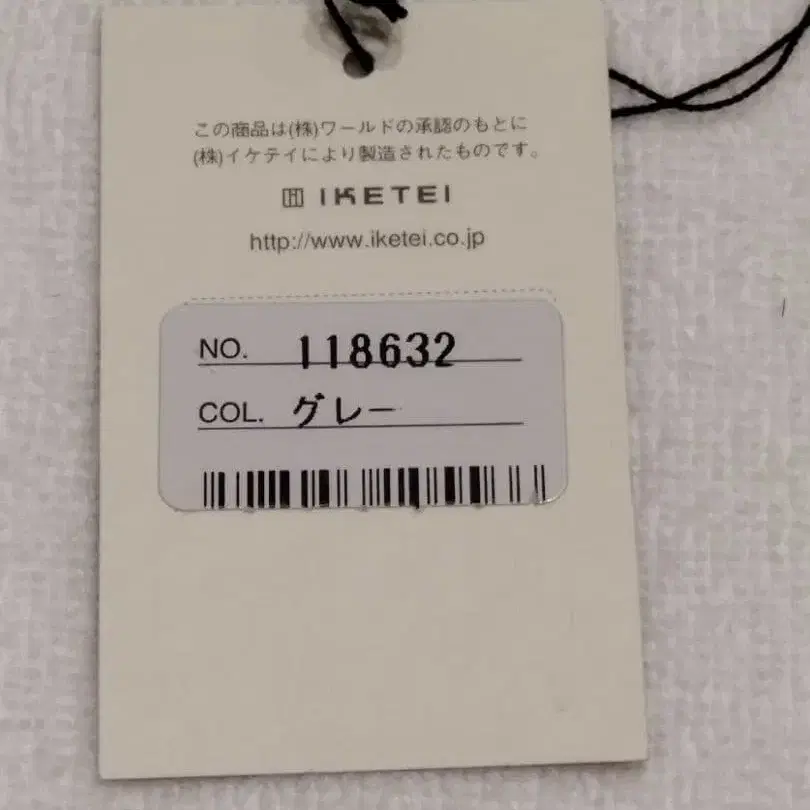 この商品は(株)ワールドの承認のもとに
(株)イケテイにより製造されたものです。
IKETEI
http://www.iketei.co.jp
NO. 118632
COL. グレー